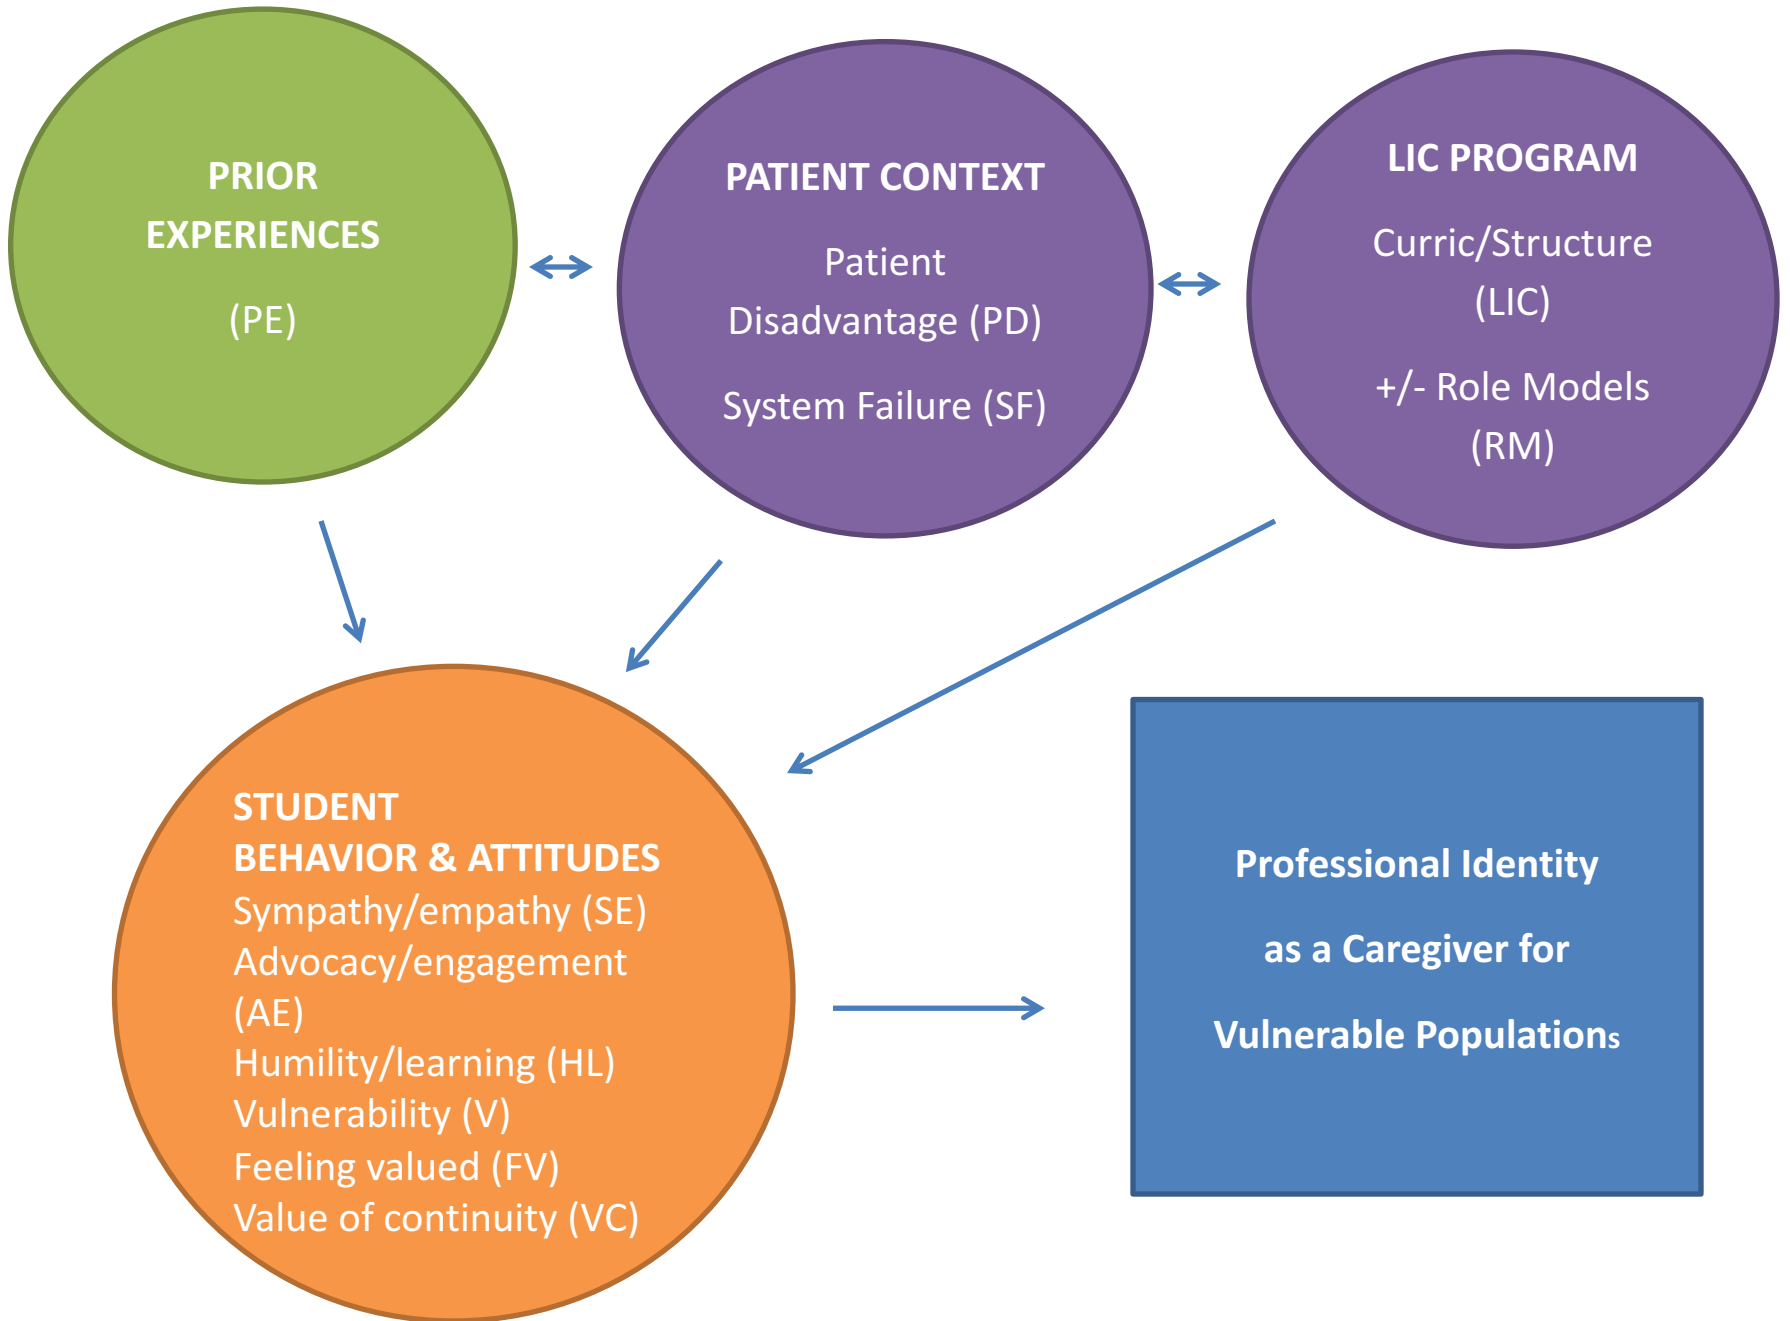 PRIOR
EXPERIENCES
(PE)
PATIENT CONTEXT
Patient
Disadvantage (PD)
System Failure (SF)
LIC PROGRAM
Curric/Structure
(LIC)
+/- Role Models
(RM)
STUDENT
BEHAVIOR & ATTITUDES
Sympathy/empathy (SE)
Advocacy/engagement
(AE)
Humility/learning (HL)
Vulnerability (V)
Feeling valued (FV)
Value of continuity (VC)
Professional Identity
as a Caregiver for
Vulnerable Populations